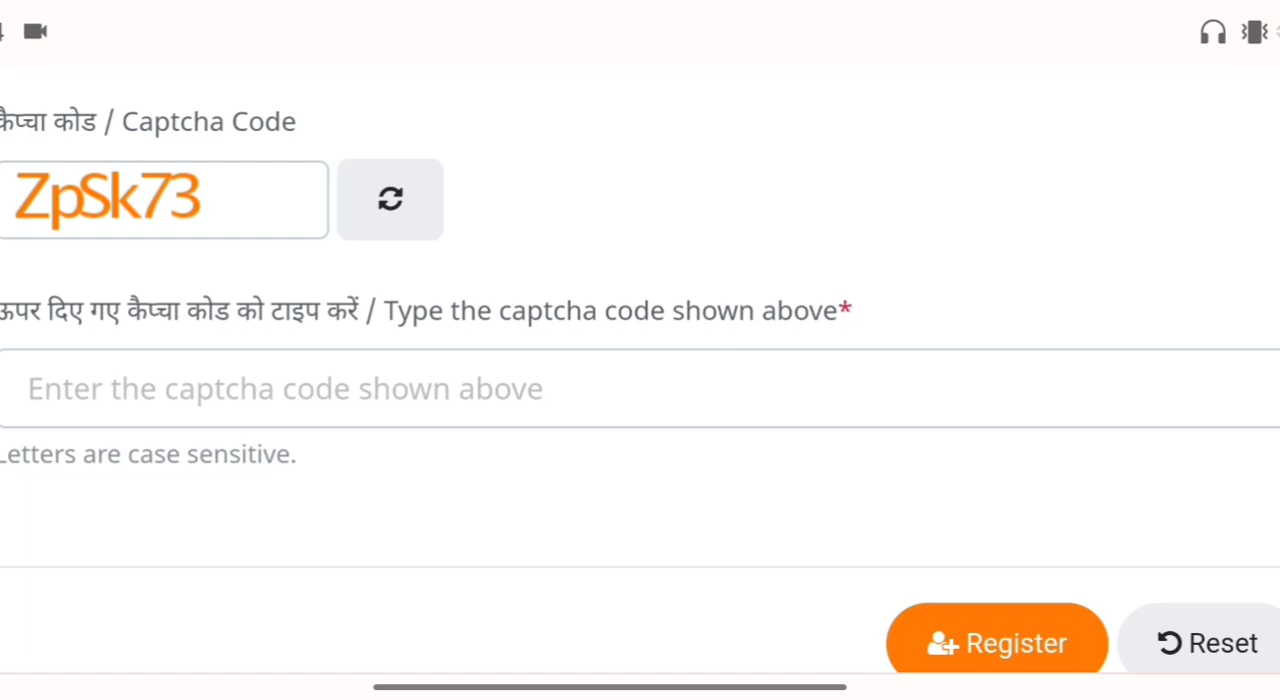 कैप्चा कोड / Captcha Code
ZpSk73
ऊपर दिए गए कैप्चा कोड को टाइप करें / Type the captcha code shown above*
Enter the captcha code shown above
Letters are case sensitive.
Register
Reset